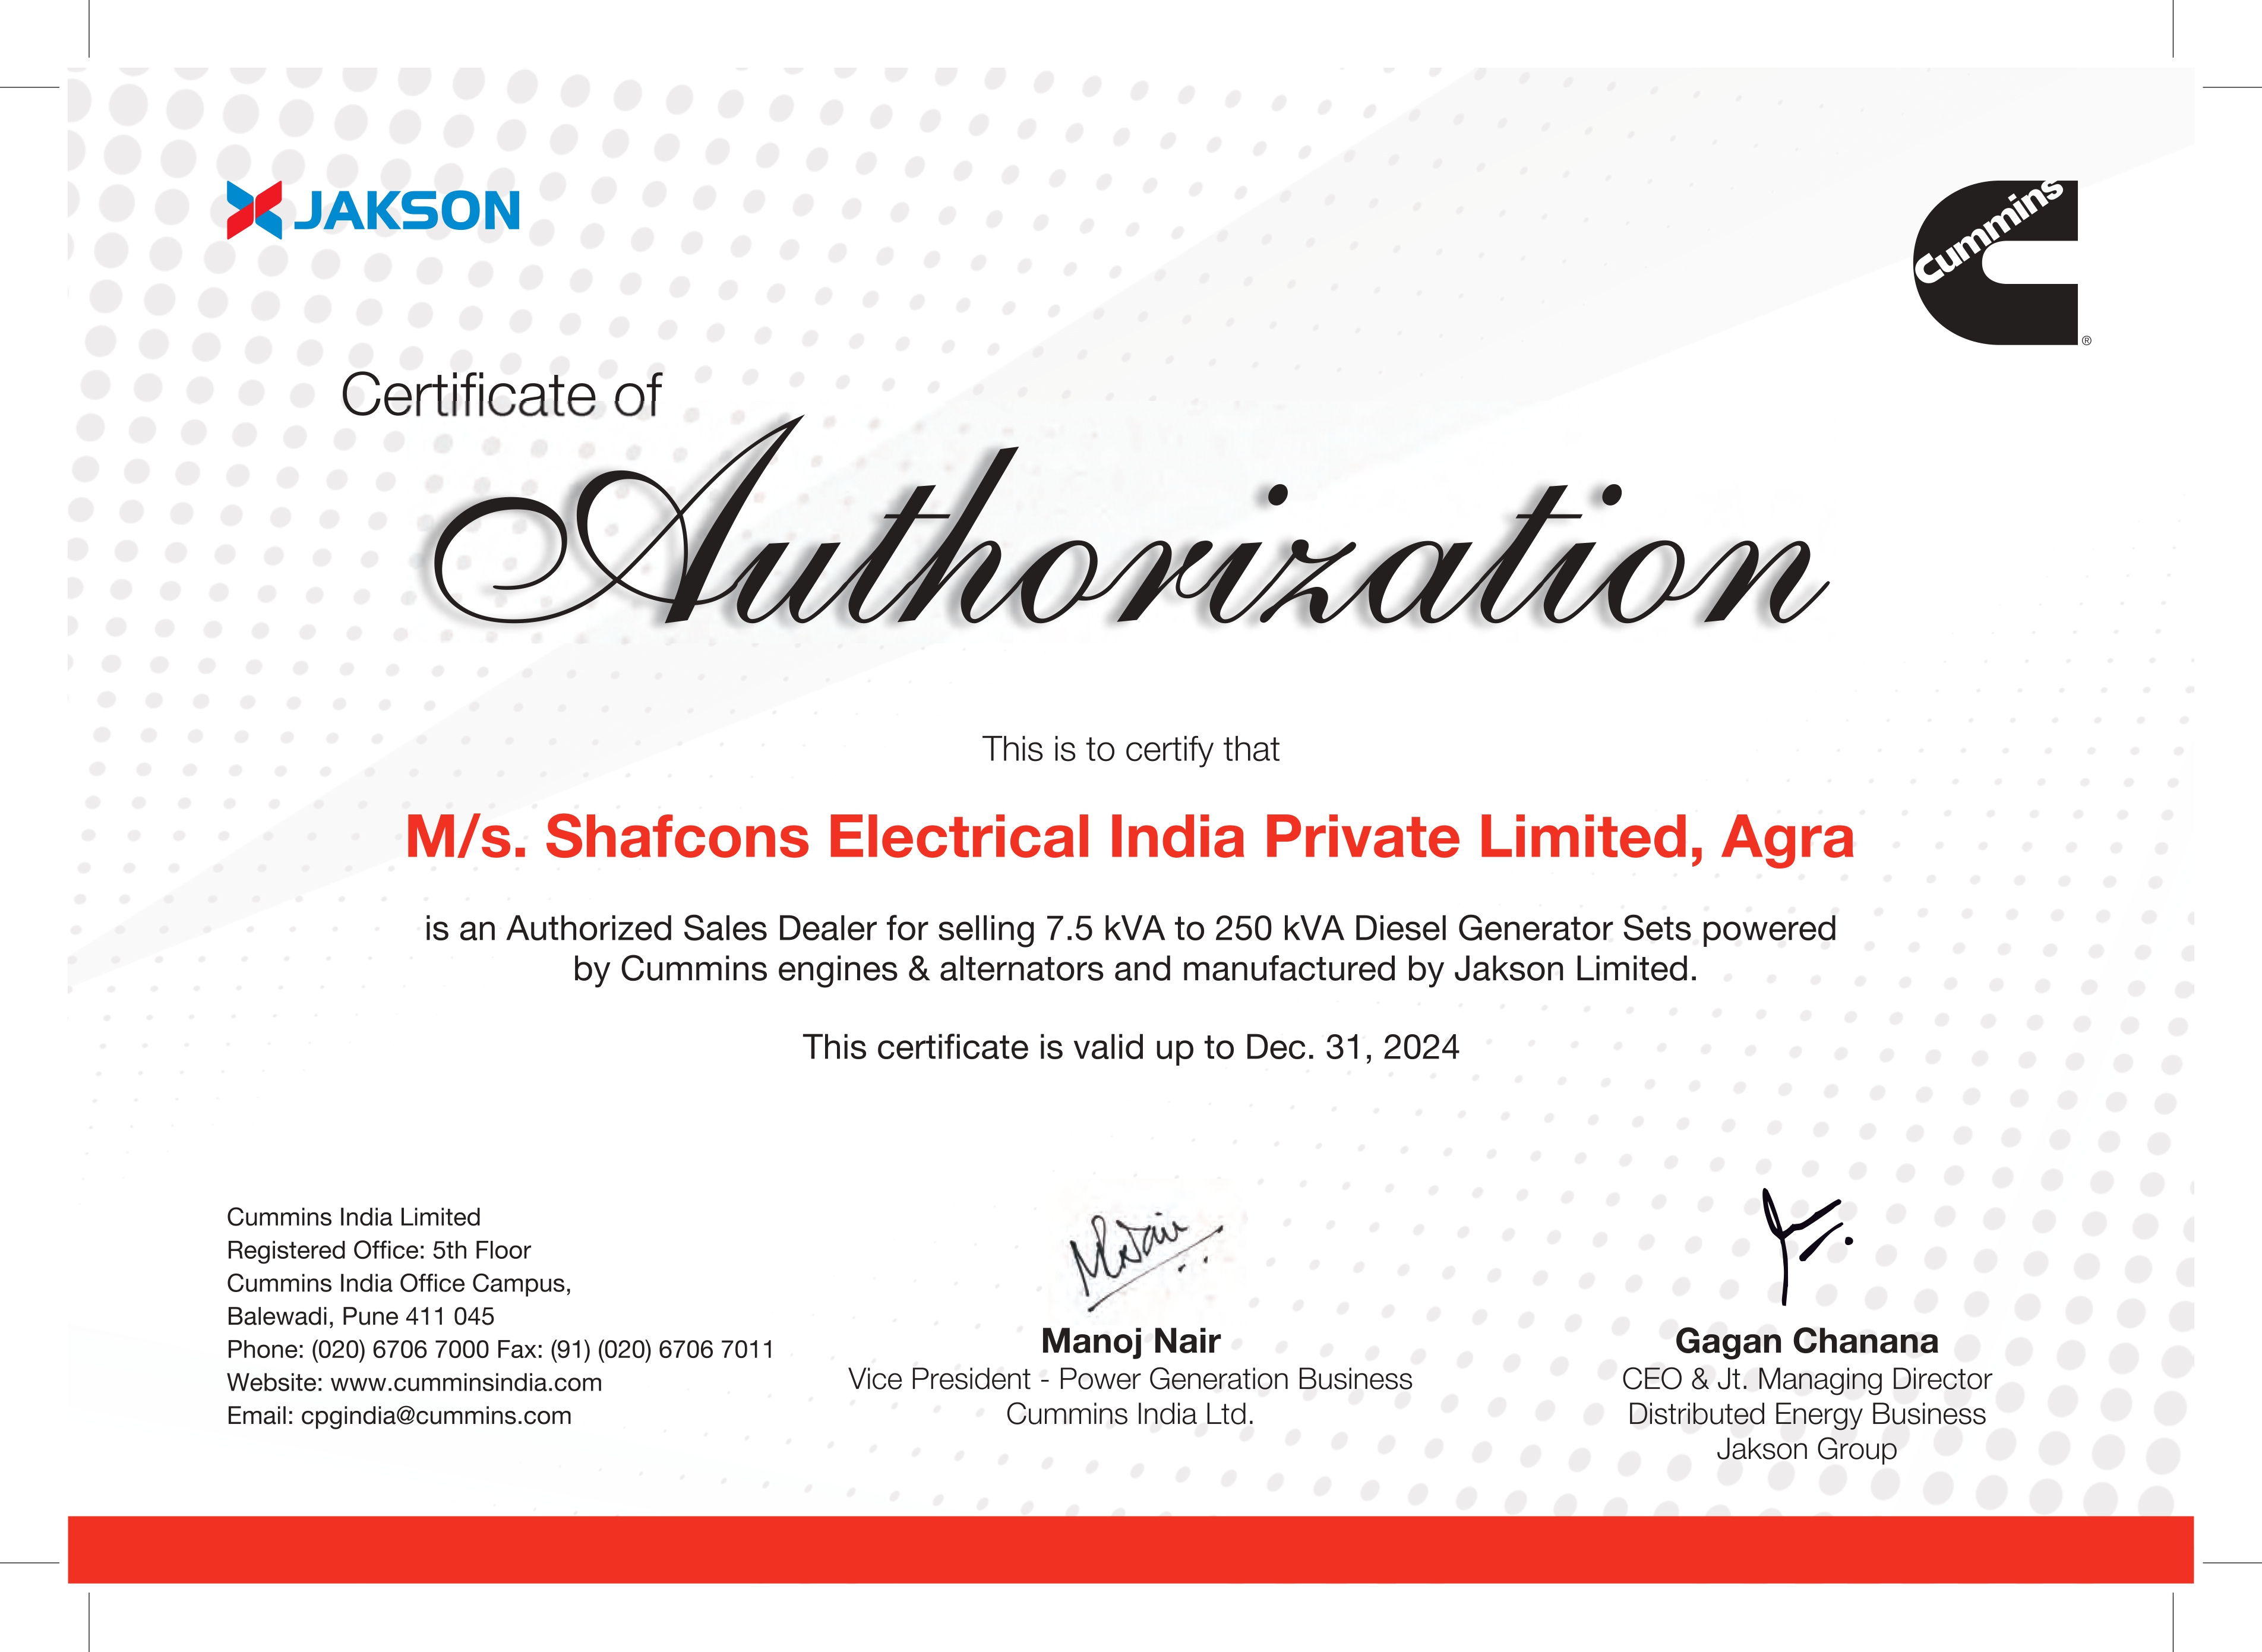 JAKSON
Cummins
®
Certificate of
Authorization
This is to certify that
M/s. Shafcons Electrical India Private Limited, Agra
is an Authorized Sales Dealer for selling 7.5 kVA to 250 kVA Diesel Generator Sets powered
by Cummins engines & alternators and manufactured by Jakson Limited.
This certificate is valid up to Dec. 31, 2024
Cummins India Limited
Registered Office: 5th Floor
Cummins India Office Campus,
Balewadi, Pune 411 045
Phone: (020) 6706 7000 Fax: (91) (020) 6706 7011
Website: www.cumminsindia.com
Email: cpgindia@cummins.com
MNair
Manoj Nair
Vice President - Power Generation Business
Cummins India Ltd.
Gagan Chanana
CEO & Jt. Managing Director
Distributed Energy Business
Jakson Group